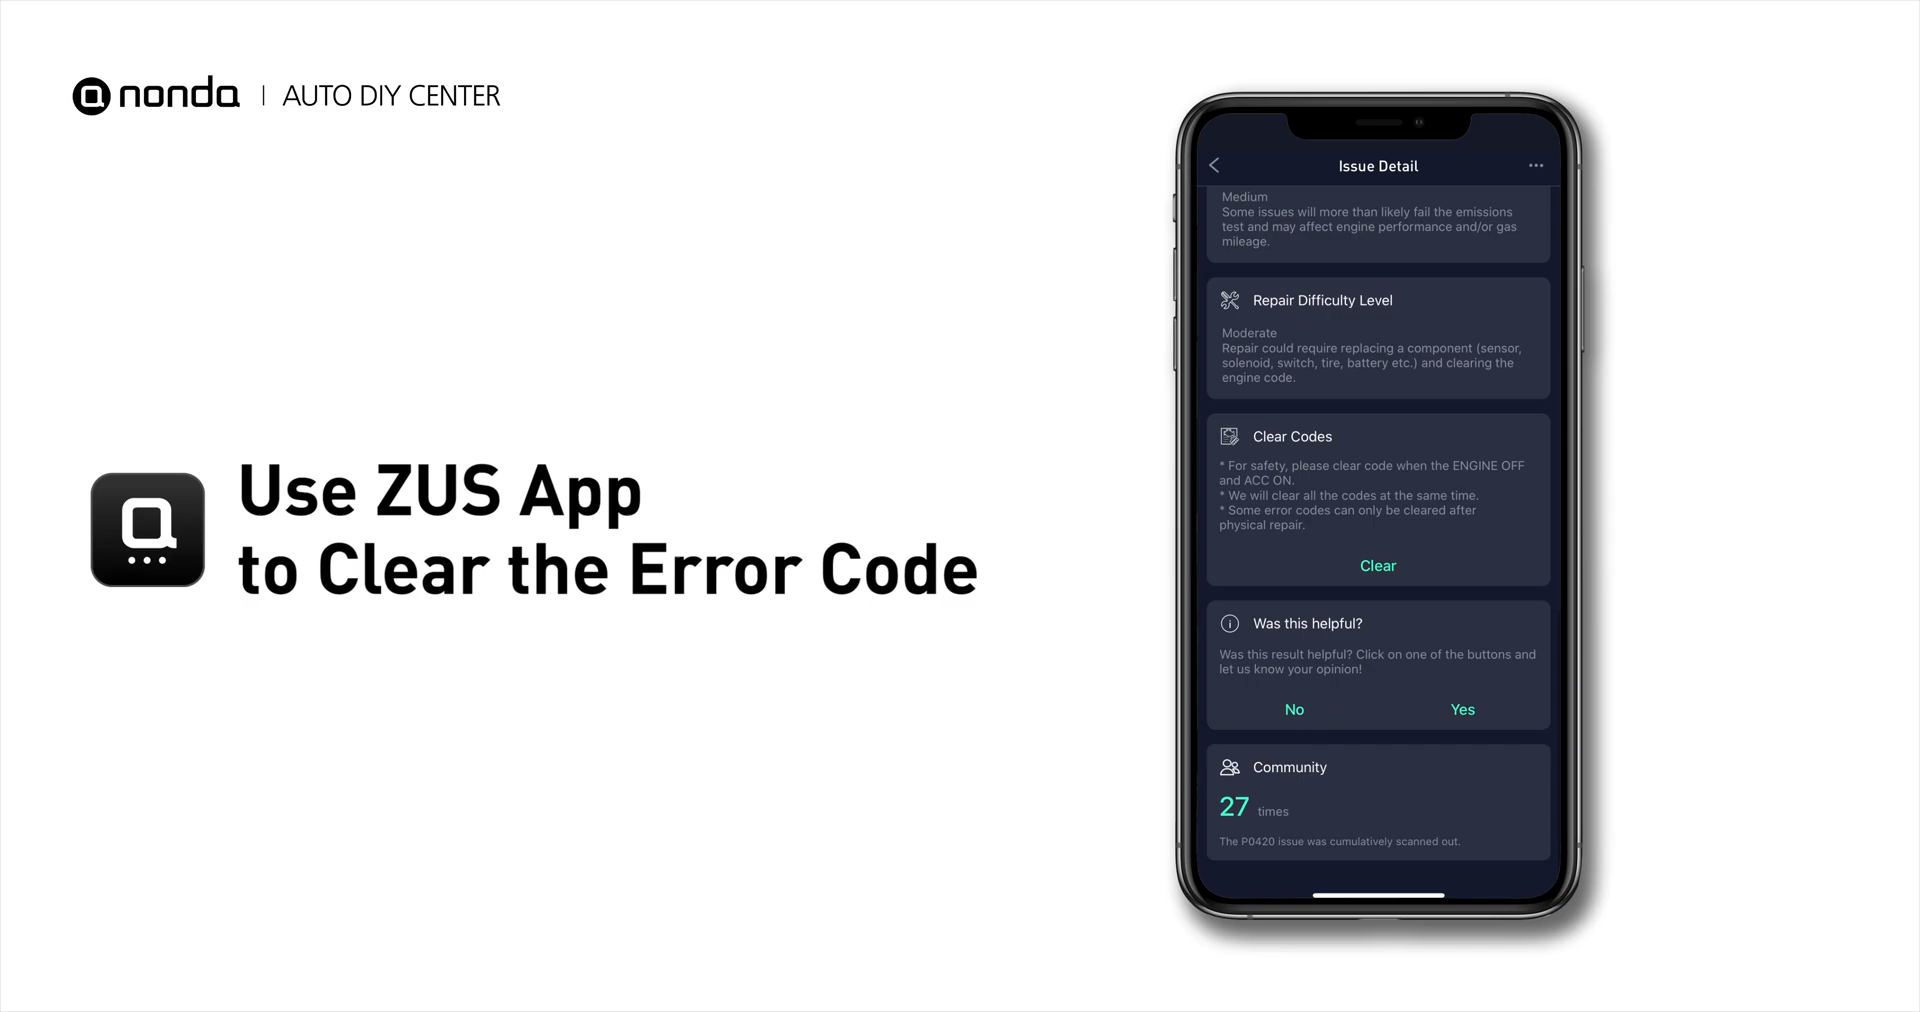 nonda | AUTO DIY CENTER
Use ZUS App
to Clear the Error Code
Issue Detail
Medium
Some issues will more than likely fail the emissions
test and may affect engine performance and/or gas
mileage.
Repair Difficulty Level
Moderate
Repair could require replacing a component (sensor,
solenoid, switch, tire, battery etc.) and clearing the
engine code.
Clear Codes
* For safety, please clear code when the ENGINE OFF
and ACC ON.
* We will clear all the codes at the same time.
* Some error codes can only be cleared after
physical repair.
Clear
Was this helpful?
Was this result helpful? Click on one of the buttons and
let us know your opinion!
No Yes
Community
27 times
The P0420 issue was cumulatively scanned out.